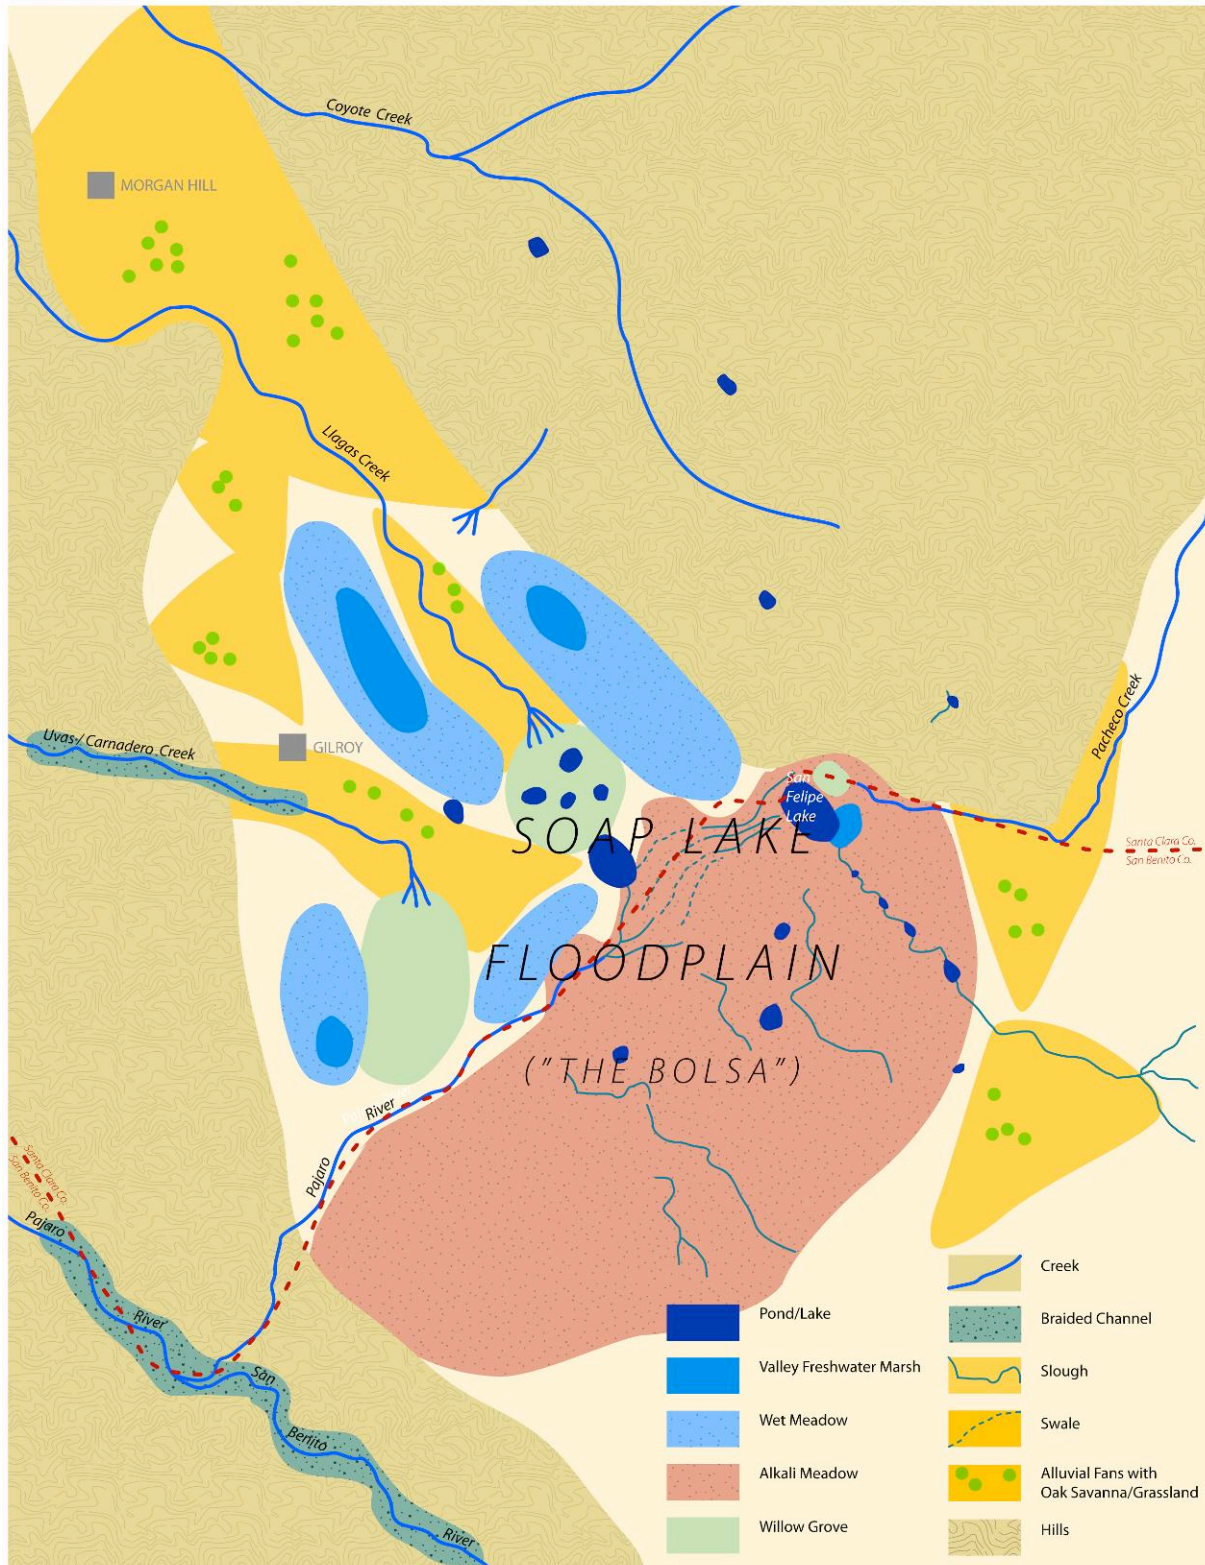 Coyote Creek
MORGAN HILL
Llagas Creek
Pacheco Creek
Uvas-/ Carnadero Creek
GILROY
San
Felipe
Lake
SOAP LAKE
Santa Clara Co.
San Benito Co.
FLOODPLAIN
("THE BOLSA")
River
Pajaro
Santa Clara Co.
San Benito Co.
Pajaro
River
San
Benito
River
Pond/Lake
Valley Freshwater Marsh
Wet Meadow
Alkali Meadow
Willow Grove
Creek
Braided Channel
Slough
Swale
Alluvial Fans with
Oak Savanna/Grassland
Hills